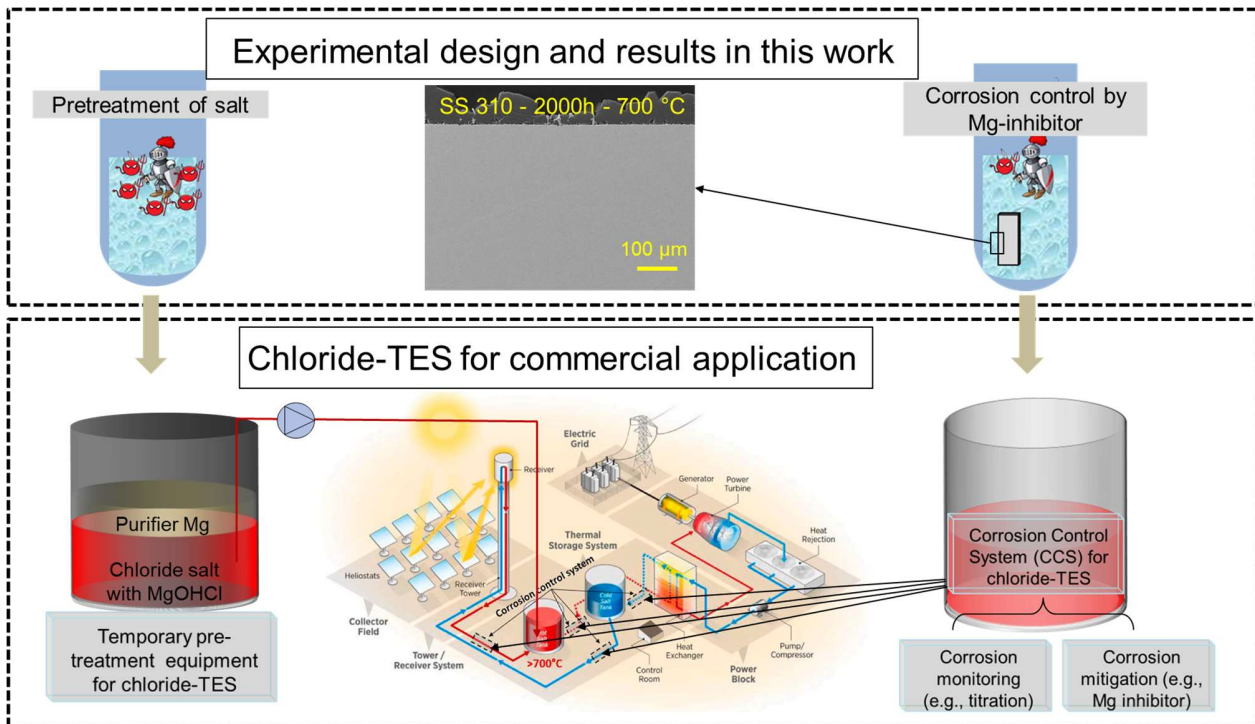 Experimental design and results in this work
Pretreatment of salt
SS 310 - 2000h - 700 °C
100 µm
Corrosion control by
Mg-inhibitor
Chloride-TES for commercial application
Purifier Mg
Chloride salt
with MgOHCl
Temporary pre-
treatment equipment
for chloride-TES
Receiver
Heliostats
Receiver
Tower
Collector
Field
Tower /
Receiver System
Electric
Grid
Generator
Power
Turbine
Heat
Rejection
Thermal
Storage System
Corrosion control system
Cold
Salt
Tank
Tank
>700°C
Heat
Exchanger
Control
Room
Pump/
Compressor
Power
Block
Corrosion Control
System (CCS) for
chloride-TES
Corrosion
monitoring
(e.g., titration)
Corrosion
mitigation (e.g.,
Mg inhibitor)